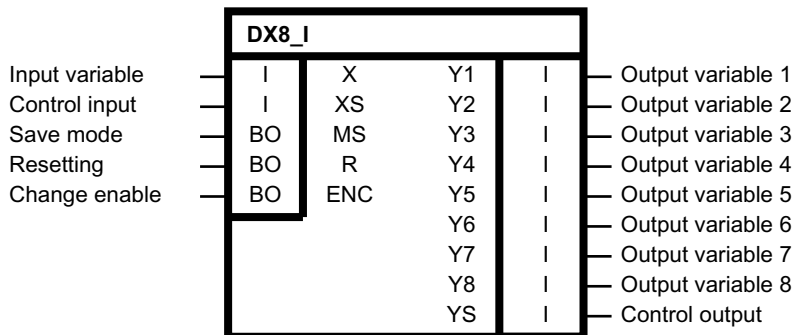 DX8_I
Input variable I X Y1 I Output variable 1
Control input I XS Y2 I Output variable 2
Save mode BO MS Y3 I Output variable 3
Resetting BO R Y4 I Output variable 4
Change enable BO ENC Y5 I Output variable 5
Y6 I Output variable 6
Y7 I Output variable 7
Y8 I Output variable 8
YS I Control output